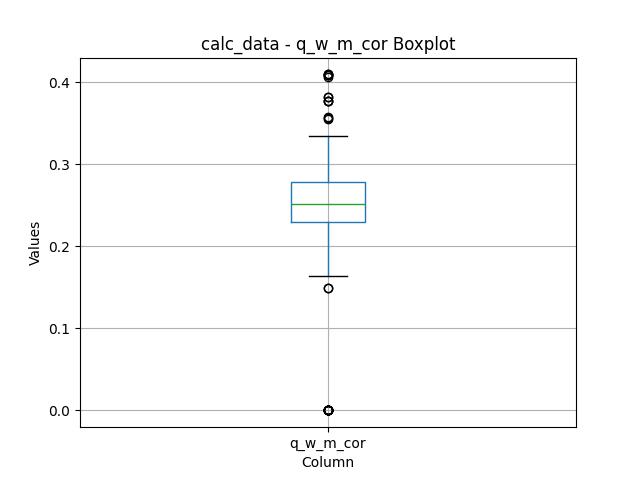 calc_data - q_w_m_cor Boxplot
0.4
0.3
0.2
0.1
0.0
Values
q_w_m_cor
Column